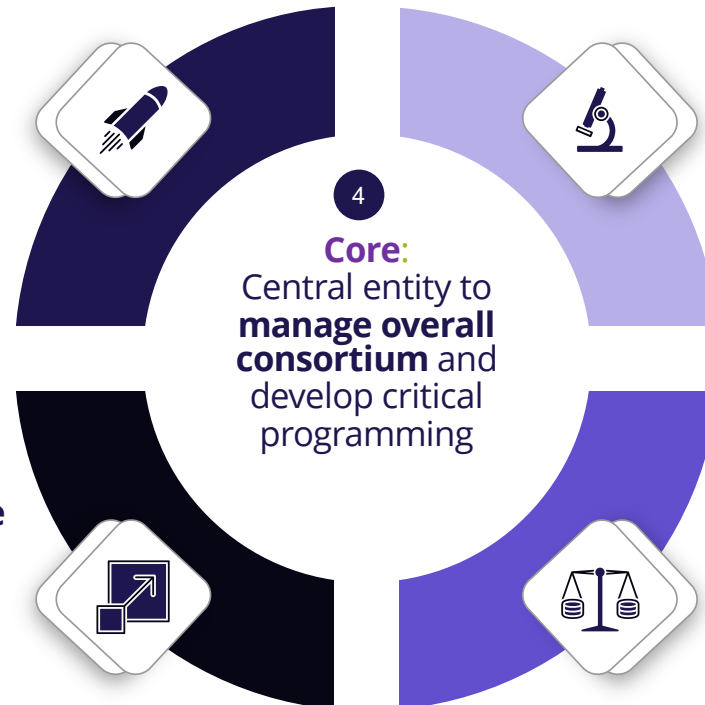 4
Core:
Central entity to
manage overall
consortium and
develop critical
programming
e